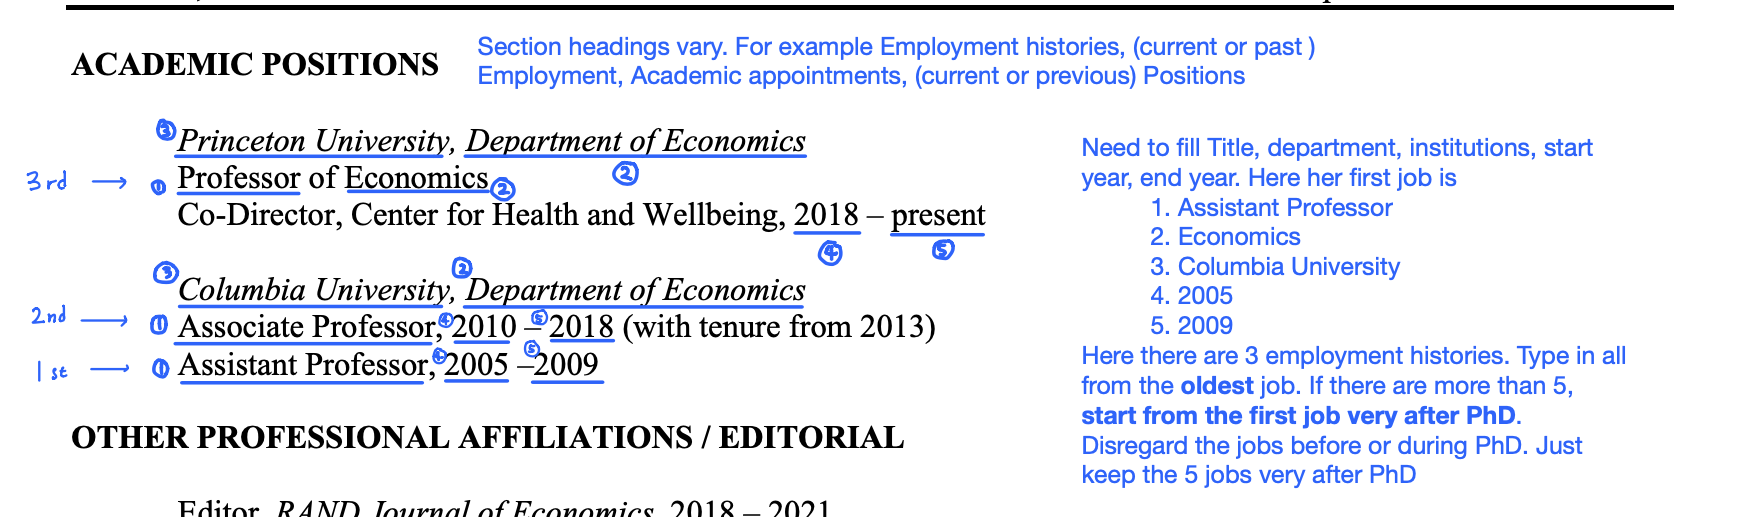 ACADEMIC POSITIONS
Section headings vary. For example Employment histories, (current or past )
Employment, Academic appointments, (current or previous) Positions
③ Princeton University, Department of Economics
3rd → ① Professor of Economics ② ②
Co-Director, Center for Health and Wellbeing, 2018 – present
④ ⑤
③ ②
Columbia University, Department of Economics
2nd → ① Associate Professor, ④ 2010 – ⑤ 2018 (with tenure from 2013)
1st → ① Assistant Professor, ④ 2005 – ⑤ 2009
Need to fill Title, department, institutions, start
year, end year. Here her first job is
1. Assistant Professor
2. Economics
3. Columbia University
4. 2005
5. 2009
Here there are 3 employment histories. Type in all
from the oldest job. If there are more than 5,
start from the first job very after PhD.
Disregard the jobs before or during PhD. Just
keep the 5 jobs very after PhD
OTHER PROFESSIONAL AFFILIATIONS / EDITORIAL
Editor, RAND Journal of Economics, 2018 – 2021